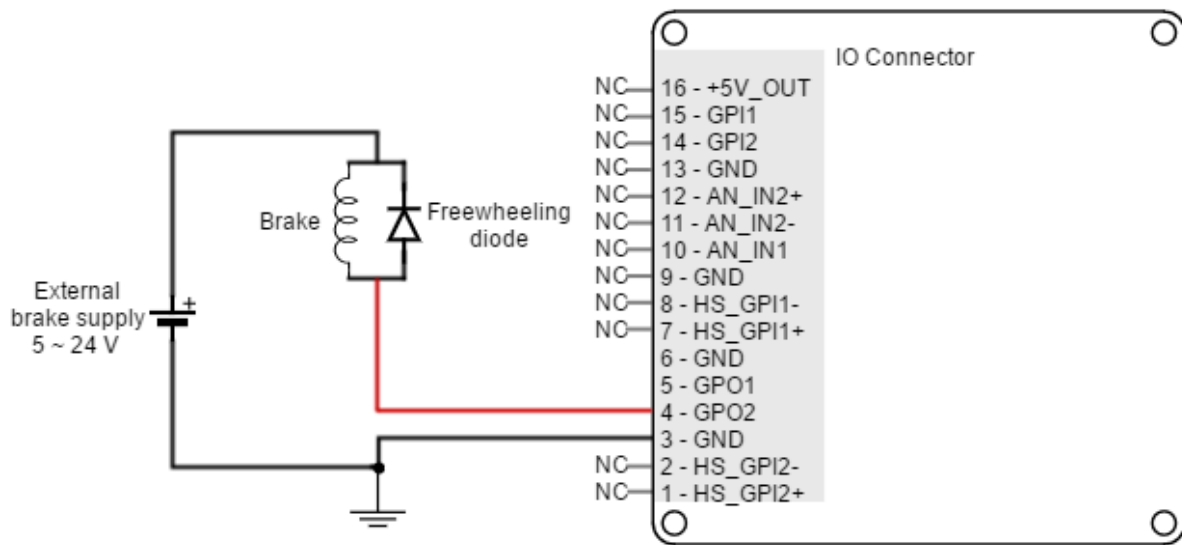 IO Connector
NC 16 - +5V_OUT
NC 15 - GPI1
NC 14 - GPI2
NC 13 - GND
NC 12 - AN_IN2+
NC 11 - AN_IN2-
NC 10 - AN_IN1
NC 9 - GND
NC 8 - HS_GPI1-
NC 7 - HS_GPI1+
6 - GND
5 - GPO1
4 - GPO2
3 - GND
NC 2 - HS_GPI2-
NC 1 - HS_GPI2+
Brake
Freewheeling
diode
External
brake supply
5 ~ 24 V
+